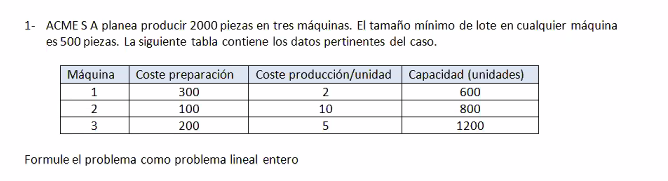 1- ACME S A planea producir 2000 piezas en tres máquinas. El tamaño mínimo de lote en cualquier máquina
es 500 piezas. La siguiente tabla contiene los datos pertinentes del caso.
Máquina Coste preparación Coste producción/unidad Capacidad (unidades)
1 300 2 600
2 100 10 800
3 200 5 1200
Formule el problema como problema lineal entero